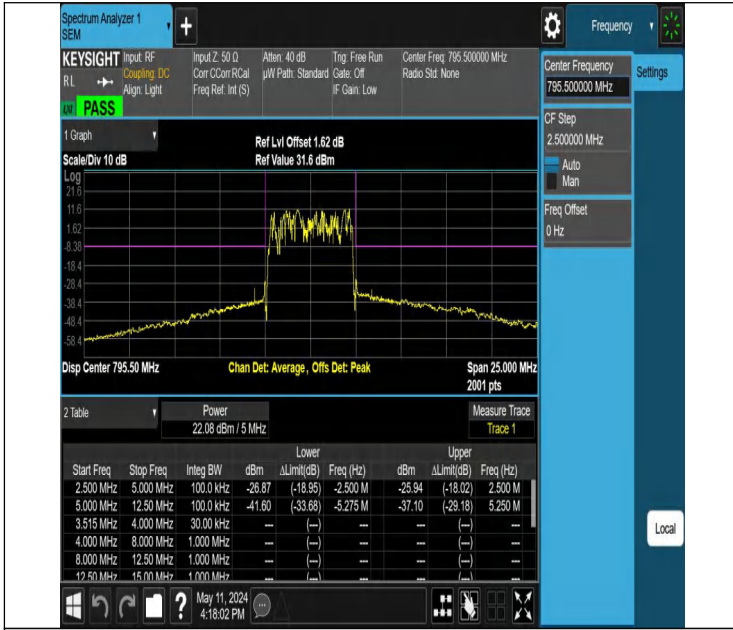 Spectrum Analyzer 1
SEM
+
Frequency
KEYSIGHT Input: RF Input Z: 50 Ω Atten: 40 dB Trig: Free Run Center Freq: 795.500000 MHz
RL Coupling: DC Corr CCorr RCal µW Path: Standard Gate: Off Radio Std: None
Align: Light Freq Ref: Int (S) IF Gain: Low
PASS
Center Frequency
795.500000 MHz
Settings
CF Step
2.500000 MHz
Auto
Man
Freq Offset
0 Hz
Local
1 Graph
Ref Lvl Offset 1.62 dB
Scale/Div 10 dB Ref Value 31.6 dBm
Log
21.6
11.6
1.62
-8.38
-18.4
-28.4
-38.4
-48.4
-58.4
Disp Center 795.50 MHz Chan Det: Average, Offs Det: Peak Span 25.000 MHz
2001 pts
2 Table Power Measure Trace
22.08 dBm / 5 MHz Trace 1
Lower Upper
Start Freq Stop Freq Integ BW dBm ΔLimit(dB) Freq (Hz) dBm ΔLimit(dB) Freq (Hz)
2.500 MHz 5.000 MHz 100.0 kHz -26.87 (-18.95) -2.500 M -25.94 (-18.02) 2.500 M
5.000 MHz 12.50 MHz 100.0 kHz -41.60 (-33.68) -5.275 M -37.10 (-29.18) 5.250 M
3.515 MHz 4.000 MHz 30.00 kHz --- (---) --- --- (---) ---
4.000 MHz 8.000 MHz 1.000 MHz --- (---) --- --- (---) ---
8.000 MHz 12.50 MHz 1.000 MHz --- (---) --- --- (---) ---
12.50 MHz 15.00 MHz 1.000 MHz --- (---) --- --- (---) ---
? May 11, 2024
4:18:02 PM